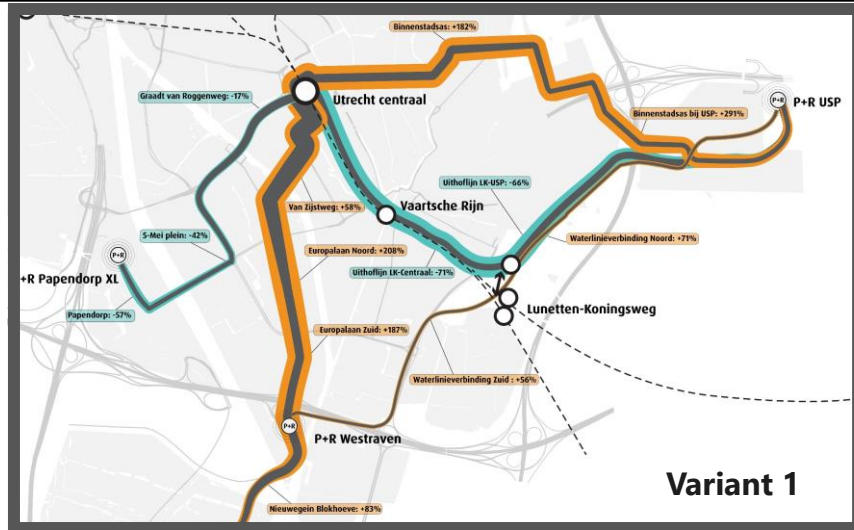 Binnenstadsas: +182%
Graadt van Roggenweg: -17%
Utrecht centraal
P+R
P+R USP
Binnenstadsas bij USP: +291%
Uithoflijn LK-USP: -66%
Van Zijstweg: +58%
Vaartsche Rijn
5-Mei plein: -42%
Waterlinieverbinding Noord: +71%
Europalaan Noord: +208%
P+R
Uithoflijn LK-Centraal: -71%
+R Papendorp XL
Lunetten-Koningsweg
Papendorp: -57%
Europalaan Zuid: +187%
Waterlinieverbinding Zuid : +56%
P+R
P+R Westraven
Variant 1
Nieuwegein Blokhoeve: +83%